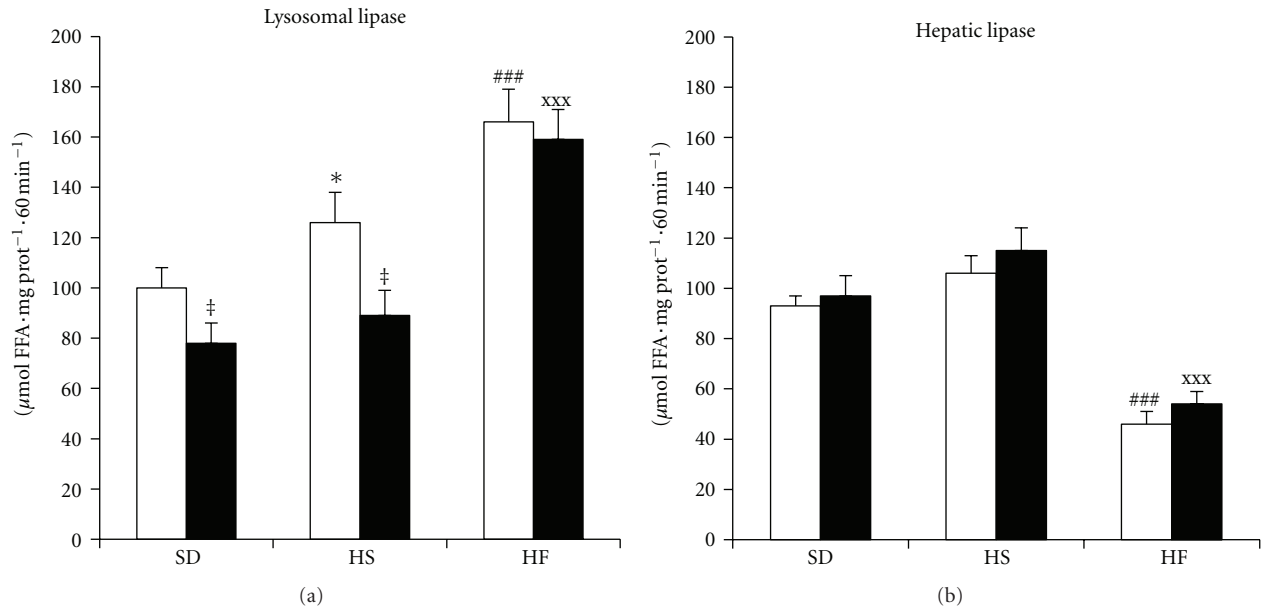 Lysosomal lipase
(μmol FFA·mg prot⁻¹·60 min⁻¹)
200
180
160
140
120
100
80
60
40
20
0
‡
*
‡
###
xxx
SD HS HF
(a)
Hepatic lipase
(μmol FFA·mg prot⁻¹·60 min⁻¹)
200
180
160
140
120
100
80
60
40
20
0
###
xxx
SD HS HF
(b)